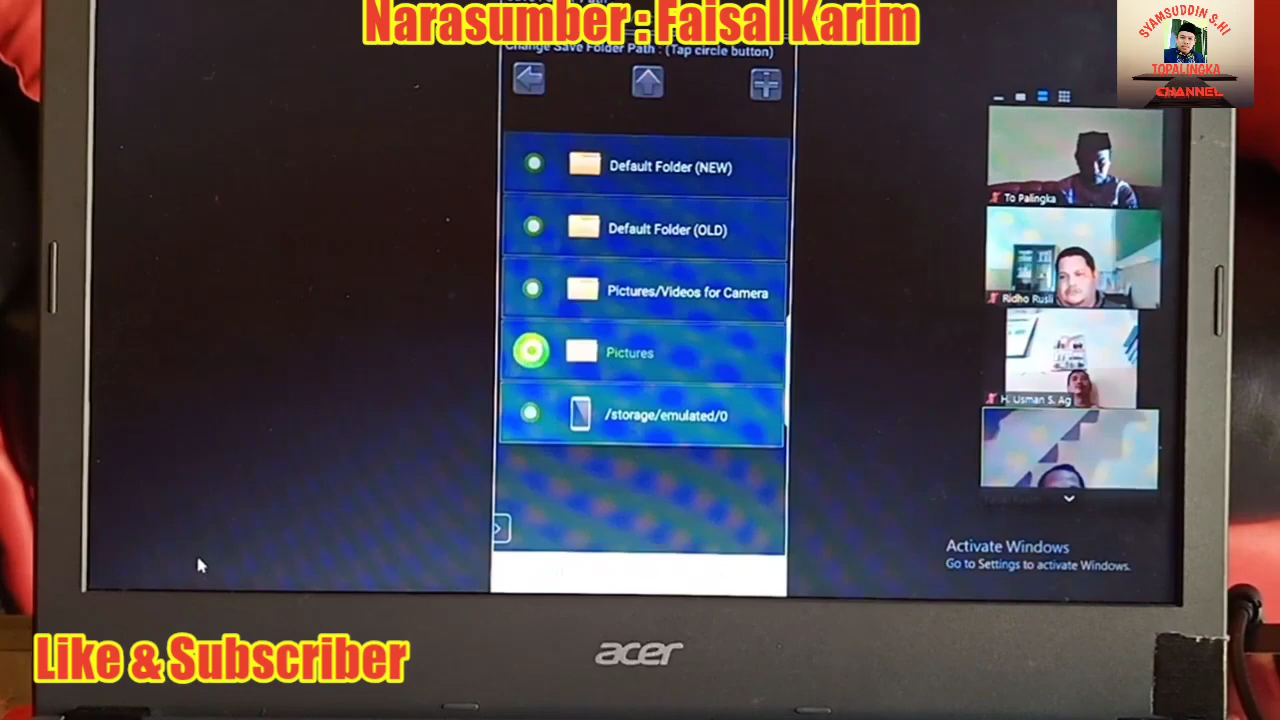 Narasumber : Faisal Karim
SYAMSUDDIN S.HI
TOPALINGKA
CHANNEL
Change Save Folder Path : (Tap circle button)
Default Folder (NEW)
Default Folder (OLD)
Pictures/Videos for Camera
Pictures
/storage/emulated/0
To Palingka
Ridho Rusli
H. Usman S. Ag
Activate Windows
Go to Settings to activate Windows.
Like & Subscriber
acer